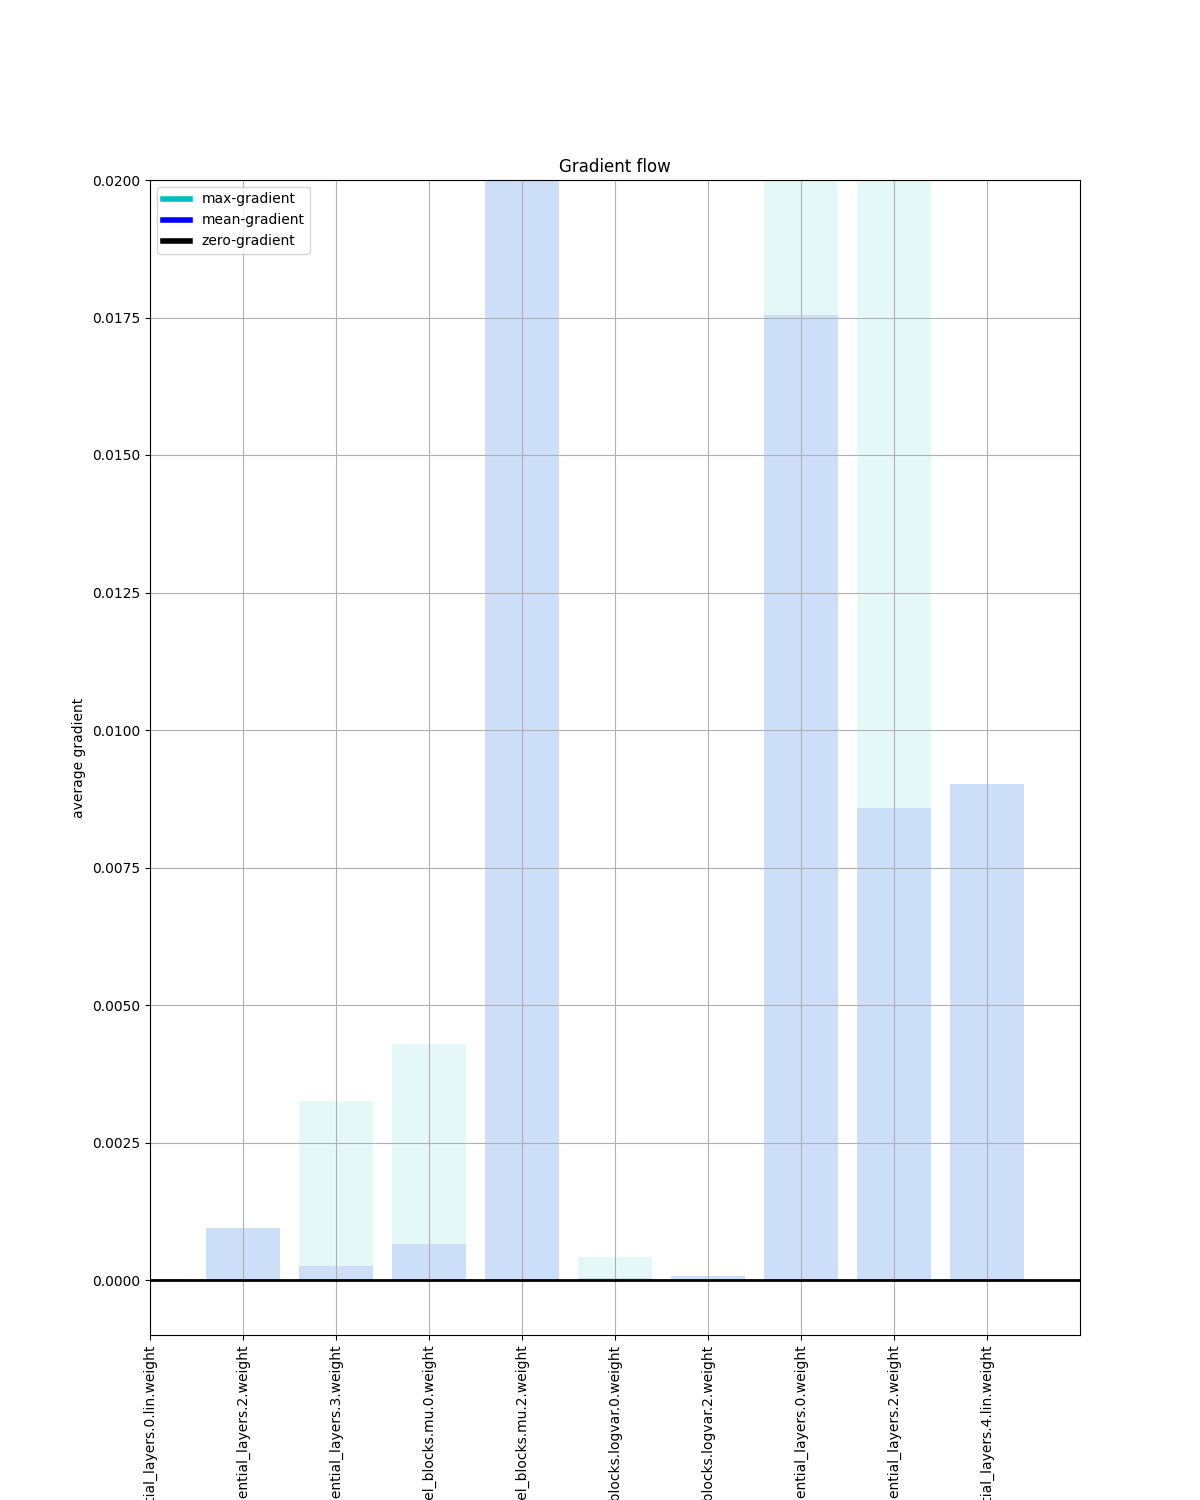 Gradient flow
max-gradient
mean-gradient
zero-gradient
0.0200
0.0175
0.0150
0.0125
0.0100
0.0075
0.0050
0.0025
0.0000
average gradient
tial_layers.0.lin.weight
ential_layers.2.weight
ential_layers.3.weight
el_blocks.mu.0.weight
el_blocks.mu.2.weight
blocks.logvar.0.weight
blocks.logvar.2.weight
ential_layers.0.weight
ential_layers.2.weight
tial_layers.4.lin.weight